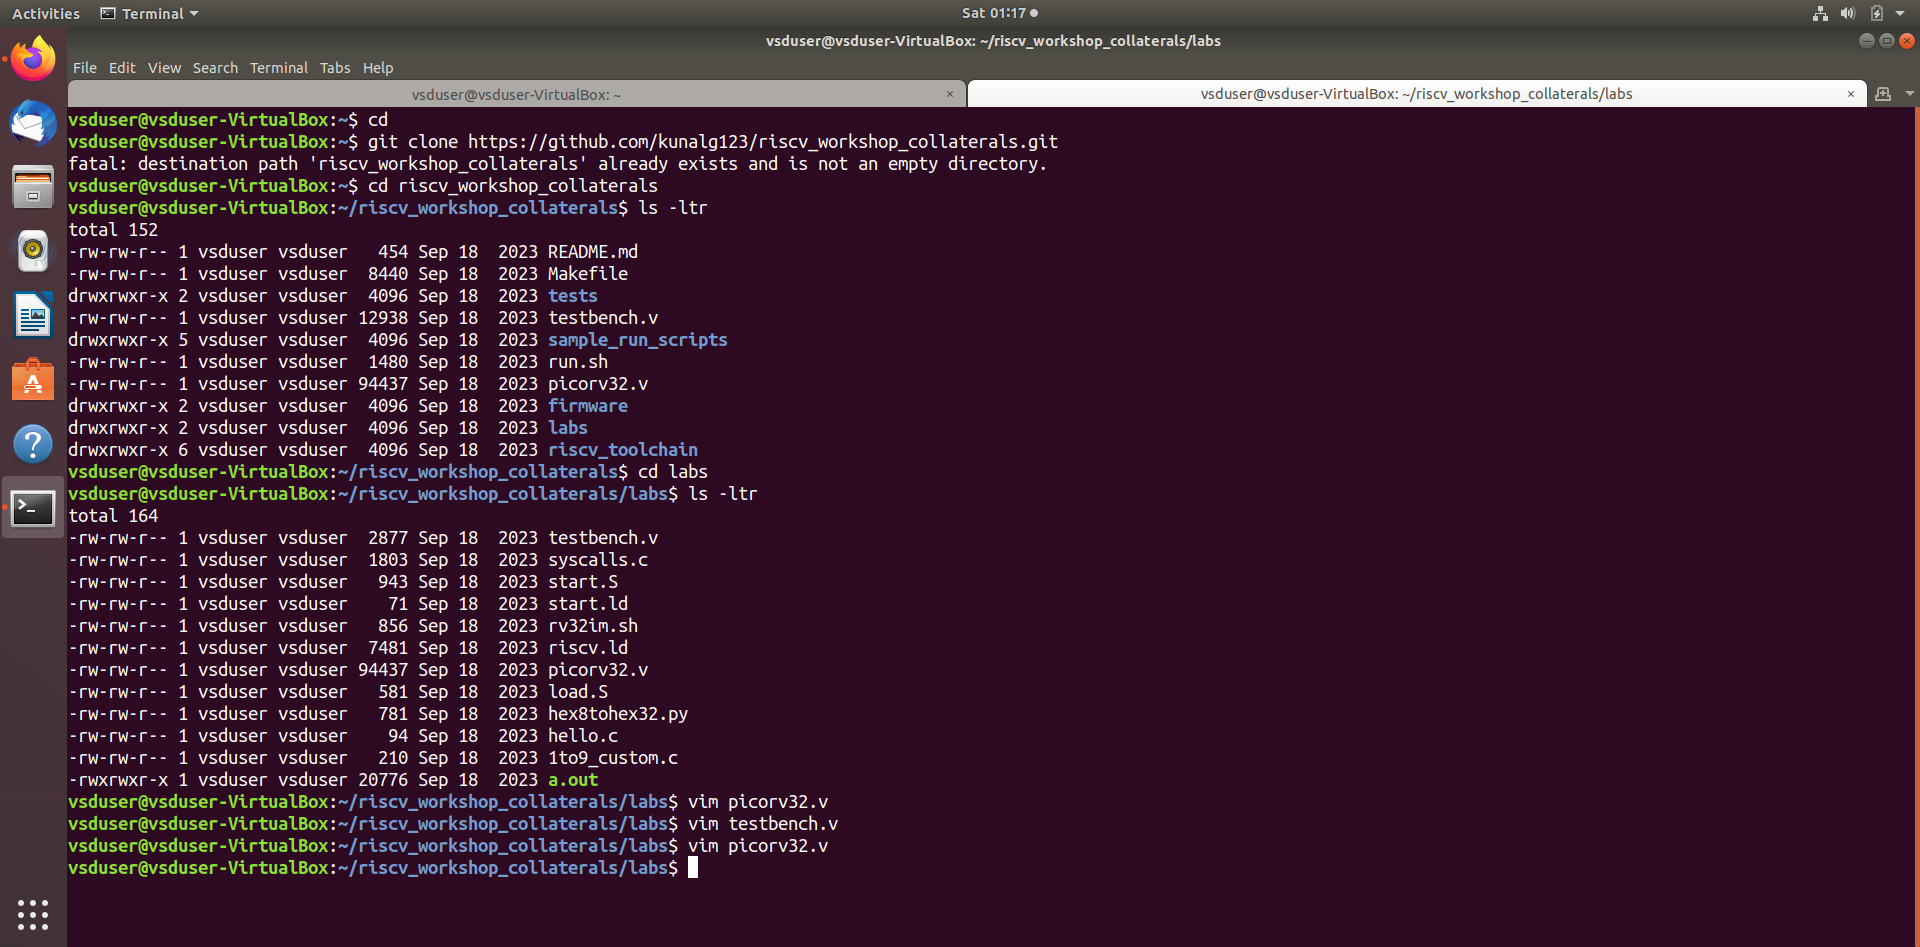 Activities Terminal Sat 01:17
vsduser@vsduser-VirtualBox: ~/riscv_workshop_collaterals/labs
File Edit View Search Terminal Tabs Help
vsduser@vsduser-VirtualBox: ~ × vsduser@vsduser-VirtualBox: ~/riscv_workshop_collaterals/labs ×
vsduser@vsduser-VirtualBox:~$ cd
vsduser@vsduser-VirtualBox:~$ git clone https://github.com/kunalg123/riscv_workshop_collaterals.git
fatal: destination path 'riscv_workshop_collaterals' already exists and is not an empty directory.
vsduser@vsduser-VirtualBox:~$ cd riscv_workshop_collaterals
vsduser@vsduser-VirtualBox:~/riscv_workshop_collaterals$ ls -ltr
total 152
-rw-rw-r-- 1 vsduser vsduser   454 Sep 18  2023 README.md
-rw-rw-r-- 1 vsduser vsduser  8440 Sep 18  2023 Makefile
drwxrwxr-x 2 vsduser vsduser  4096 Sep 18  2023 tests
-rw-rw-r-- 1 vsduser vsduser 12938 Sep 18  2023 testbench.v
drwxrwxr-x 5 vsduser vsduser  4096 Sep 18  2023 sample_run_scripts
-rw-rw-r-- 1 vsduser vsduser  1480 Sep 18  2023 run.sh
-rw-rw-r-- 1 vsduser vsduser 94437 Sep 18  2023 picorv32.v
drwxrwxr-x 2 vsduser vsduser  4096 Sep 18  2023 firmware
drwxrwxr-x 2 vsduser vsduser  4096 Sep 18  2023 labs
drwxrwxr-x 6 vsduser vsduser  4096 Sep 18  2023 riscv_toolchain
vsduser@vsduser-VirtualBox:~/riscv_workshop_collaterals$ cd labs
vsduser@vsduser-VirtualBox:~/riscv_workshop_collaterals/labs$ ls -ltr
total 164
-rw-rw-r-- 1 vsduser vsduser  2877 Sep 18  2023 testbench.v
-rw-rw-r-- 1 vsduser vsduser  1803 Sep 18  2023 syscalls.c
-rw-rw-r-- 1 vsduser vsduser   943 Sep 18  2023 start.S
-rw-rw-r-- 1 vsduser vsduser    71 Sep 18  2023 start.ld
-rw-rw-r-- 1 vsduser vsduser   856 Sep 18  2023 rv32im.sh
-rw-rw-r-- 1 vsduser vsduser  7481 Sep 18  2023 riscv.ld
-rw-rw-r-- 1 vsduser vsduser 94437 Sep 18  2023 picorv32.v
-rw-rw-r-- 1 vsduser vsduser   581 Sep 18  2023 load.S
-rw-rw-r-- 1 vsduser vsduser   781 Sep 18  2023 hex8tohex32.py
-rw-rw-r-- 1 vsduser vsduser    94 Sep 18  2023 hello.c
-rw-rw-r-- 1 vsduser vsduser   210 Sep 18  2023 1to9_custom.c
-rwxrwxr-x 1 vsduser vsduser 20776 Sep 18  2023 a.out
vsduser@vsduser-VirtualBox:~/riscv_workshop_collaterals/labs$ vim picorv32.v
vsduser@vsduser-VirtualBox:~/riscv_workshop_collaterals/labs$ vim testbench.v
vsduser@vsduser-VirtualBox:~/riscv_workshop_collaterals/labs$ vim picorv32.v
vsduser@vsduser-VirtualBox:~/riscv_workshop_collaterals/labs$